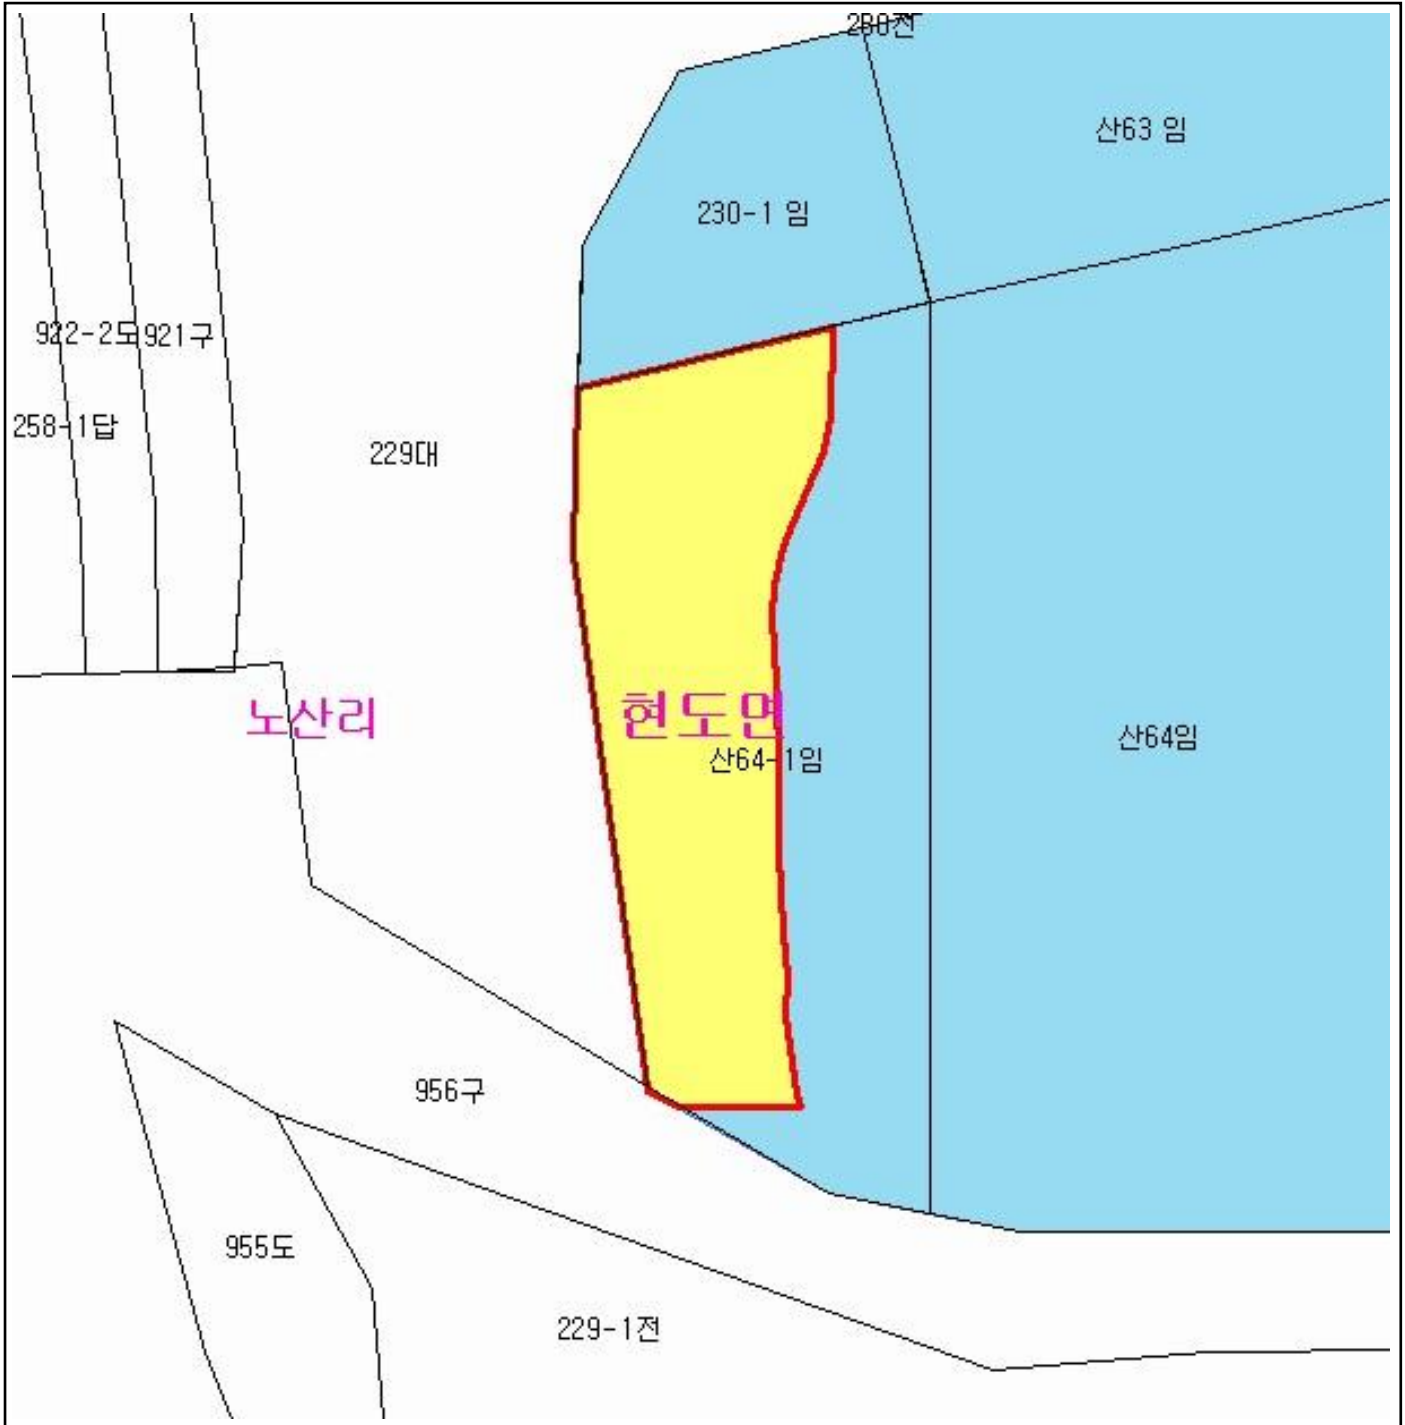 산63 임
230-1 임
922-2도
921구
258-1답
229대
노산리
현도면
산64-1임
산64임
956구
955도
229-1전